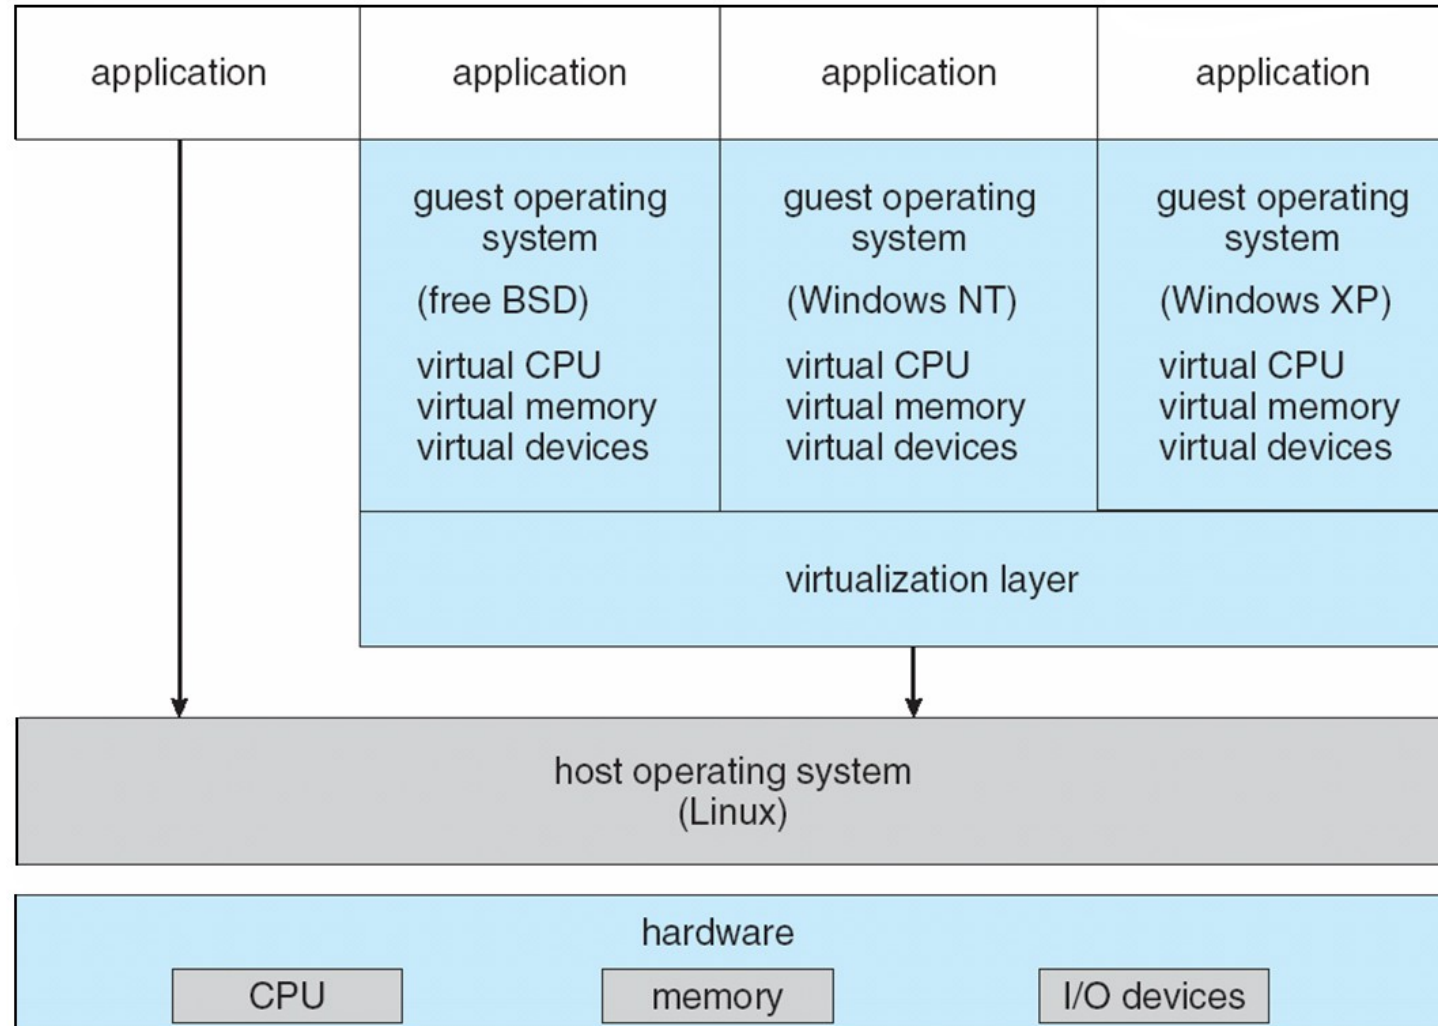 application
application
application
application
guest operating
system
(free BSD)
virtual CPU
virtual memory
virtual devices
guest operating
system
(Windows NT)
virtual CPU
virtual memory
virtual devices
guest operating
system
(Windows XP)
virtual CPU
virtual memory
virtual devices
virtualization layer
host operating system
(Linux)
hardware
CPU
memory
I/O devices